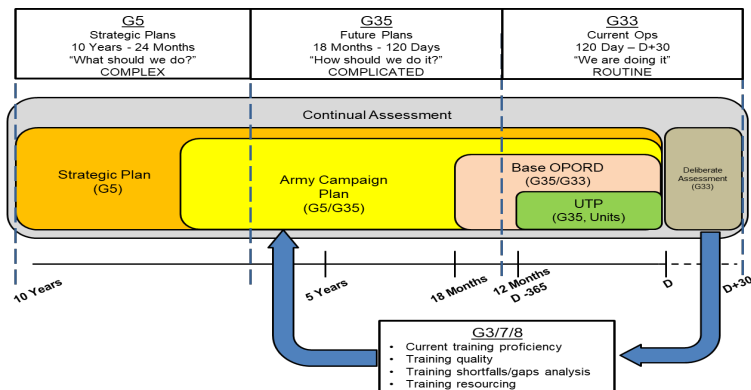 G5
Strategic Plans
10 Years - 24 Months
“What should we do?”
COMPLEX
G35
Future Plans
18 Months - 120 Days
“How should we do it?”
COMPLICATED
G33
Current Ops
120 Day – D+30
“We are doing it”
ROUTINE
Continual Assessment
Strategic Plan
(G5)
Army Campaign
Plan
(G5/G35)
Base OPORD
(G35/G33)
UTP
(G35, Units)
Deliberate
Assessment
(G33)
10 Years
5 Years
18 Months
12 Months
D -365
D
D+30
G3/7/8
• Current training proficiency
• Training quality
• Training shortfalls/gaps analysis
• Training resourcing